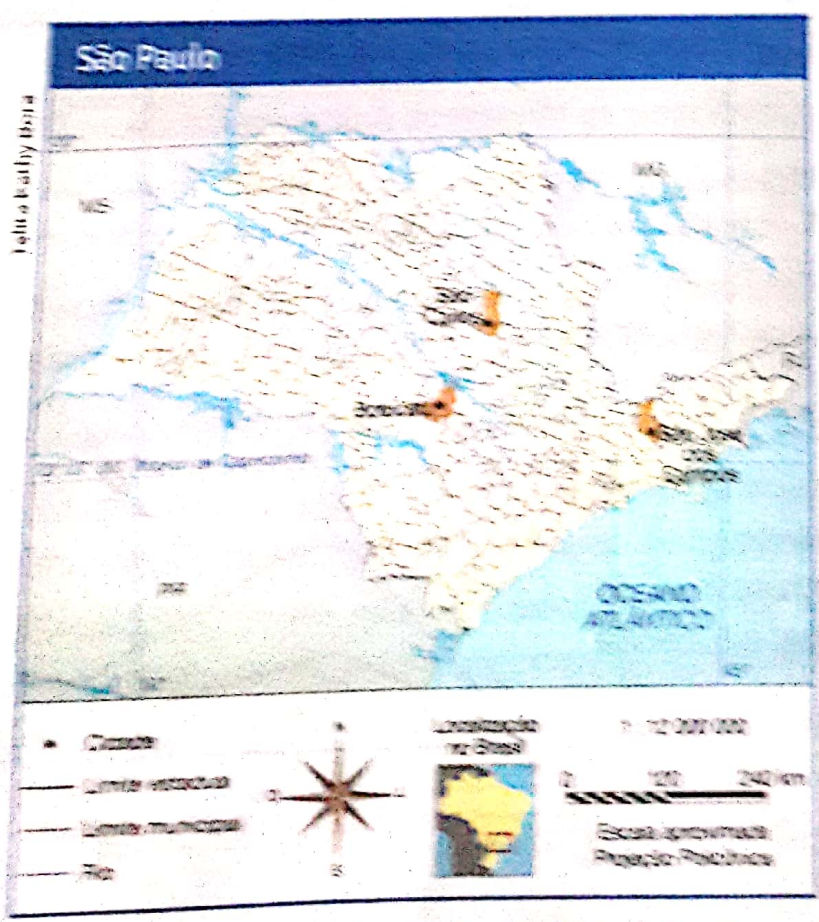 São Paulo
MS
MG
São
Carlos
Botucatu
São José
dos
Campos
PR
OCEANO
ATLÂNTICO
Cidade
Limite estadual
Limite municipal
Rio
N
O
L
S
Localização
no Brasil
1 : 12 000 000
0 120 240 km
Escala aproximada
Projeção Policônica